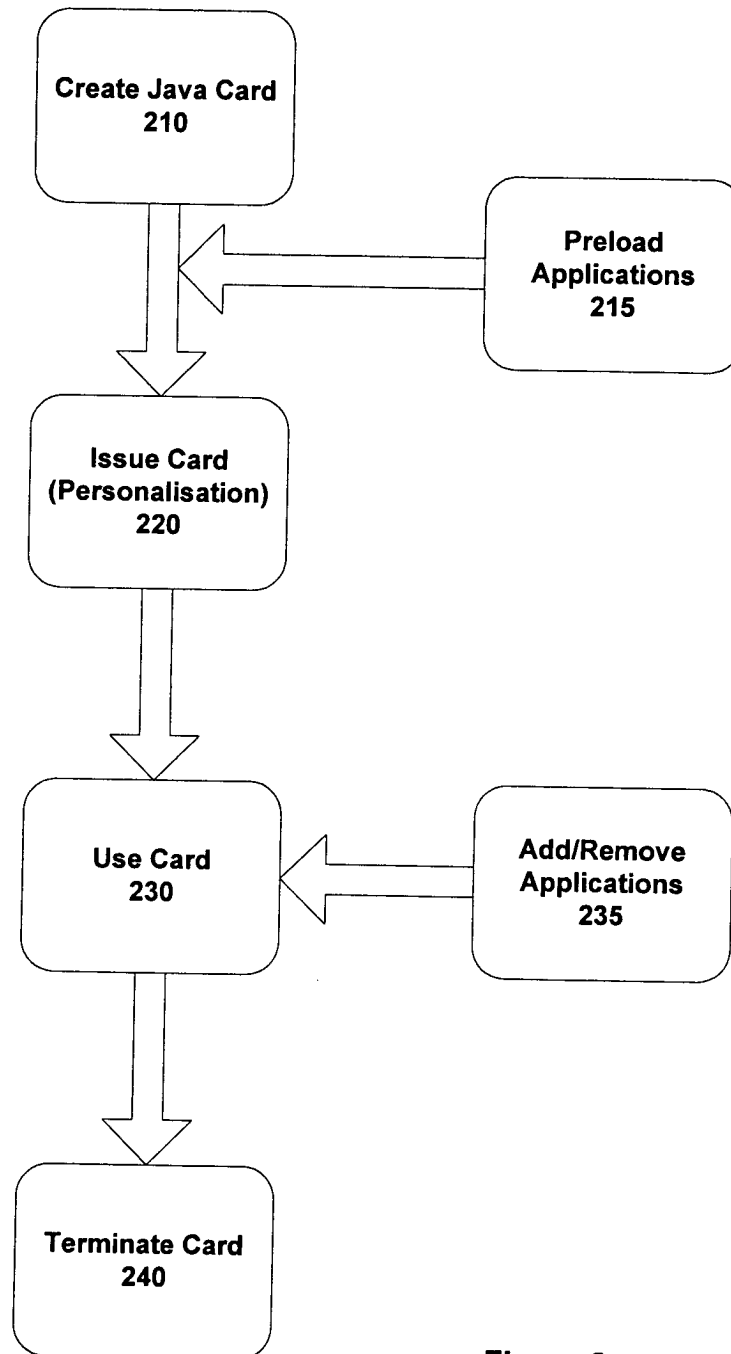 Create Java Card
210
Preload
Applications
215
Issue Card
(Personalisation)
220
Use Card
230
Add/Remove
Applications
235
Terminate Card
240